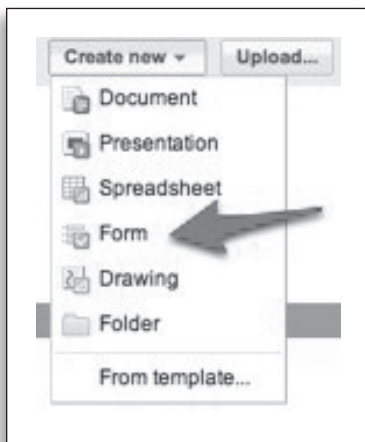 Create new Upload...
Document
Presentation
Spreadsheet
Form
Drawing
Folder
From template...